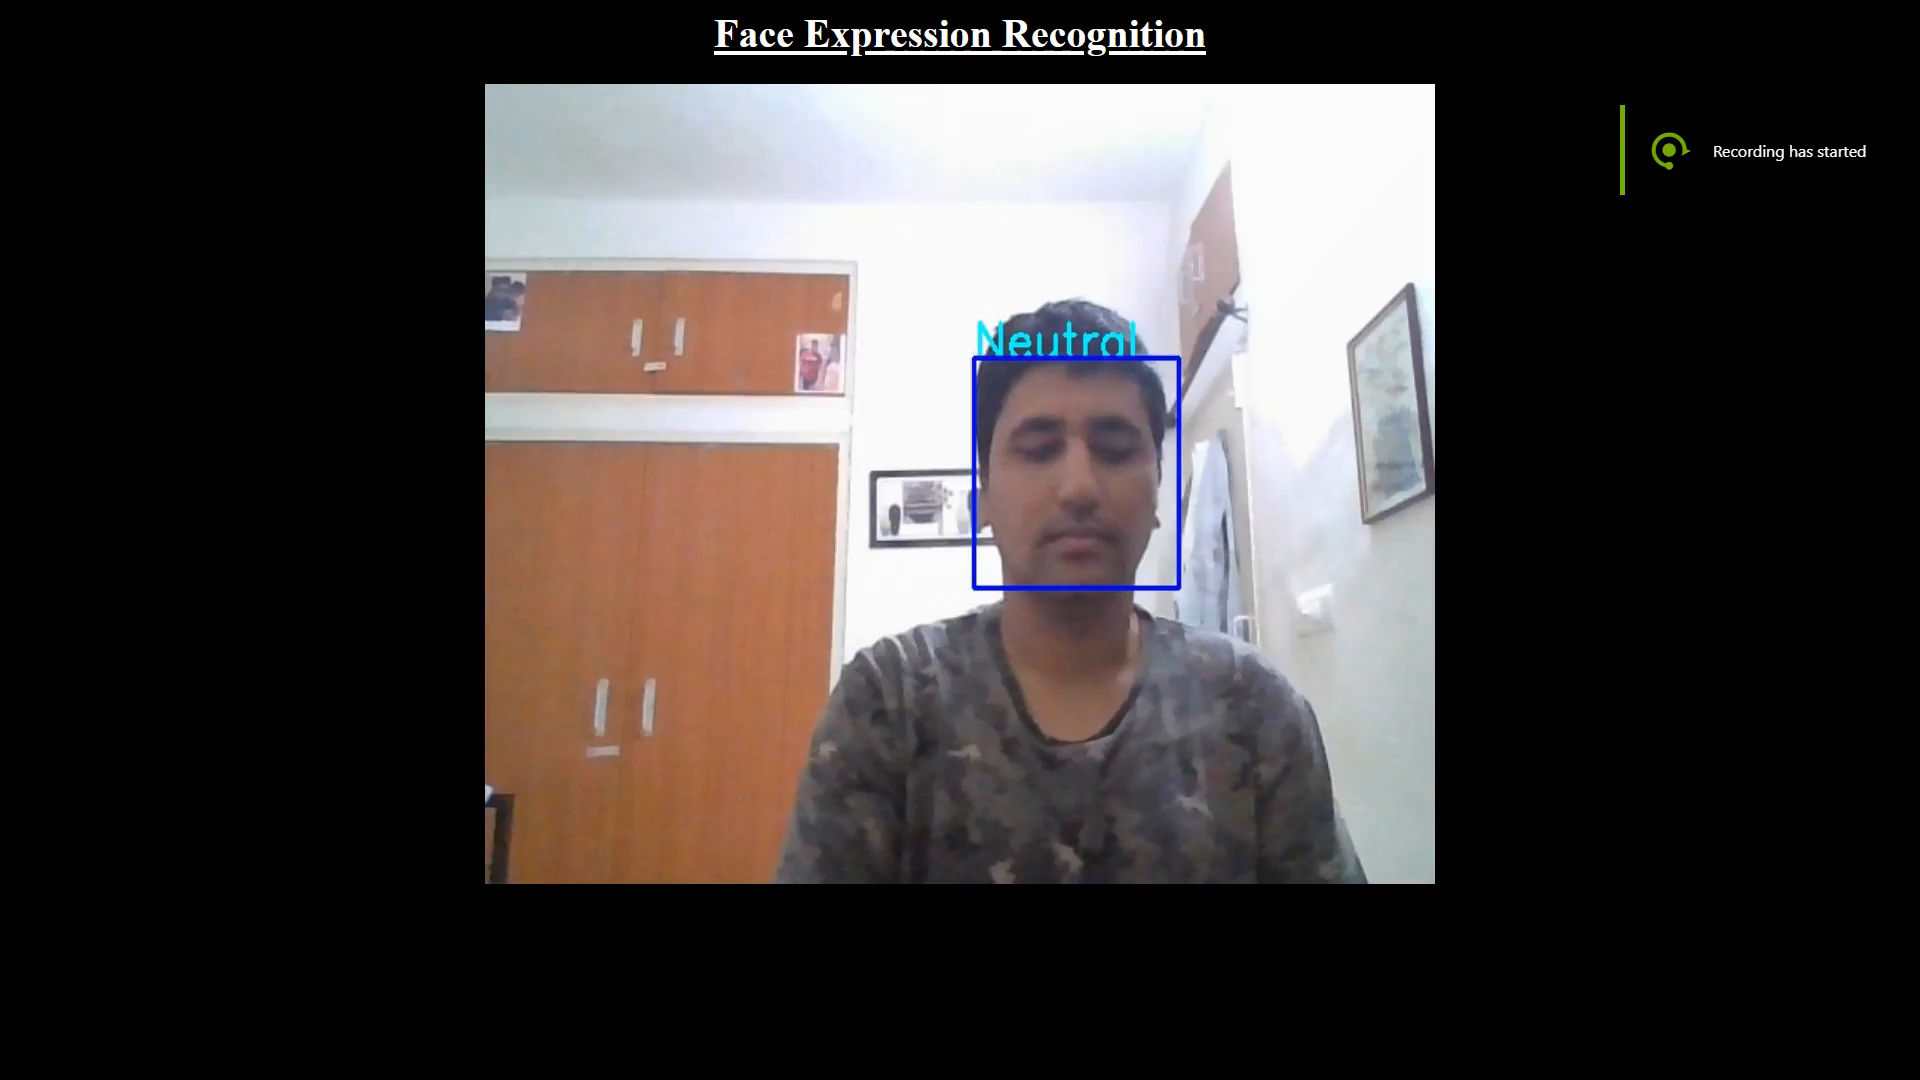 Face Expression Recognition
Recording has started
Neutral